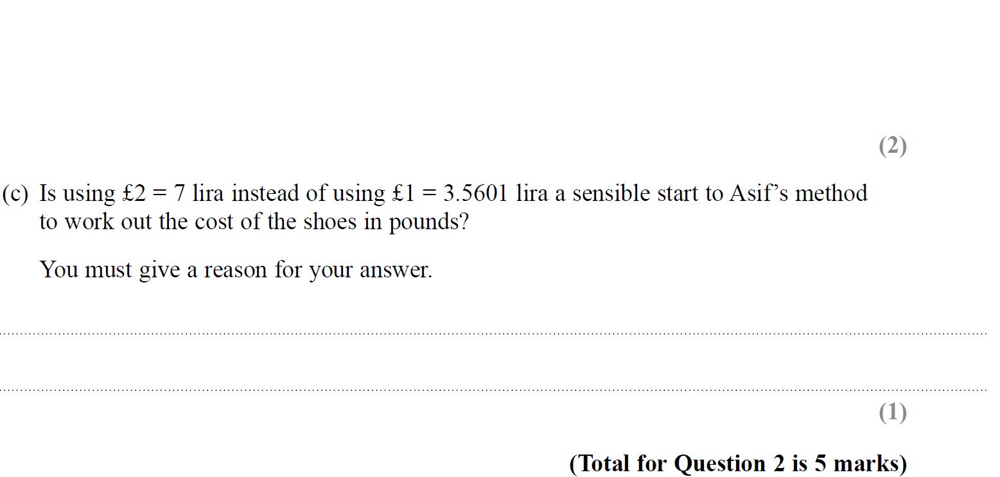 (2)
(c) Is using £2 = 7 lira instead of using £1 = 3.5601 lira a sensible start to Asif’s method
to work out the cost of the shoes in pounds?
You must give a reason for your answer.
(1)
(Total for Question 2 is 5 marks)